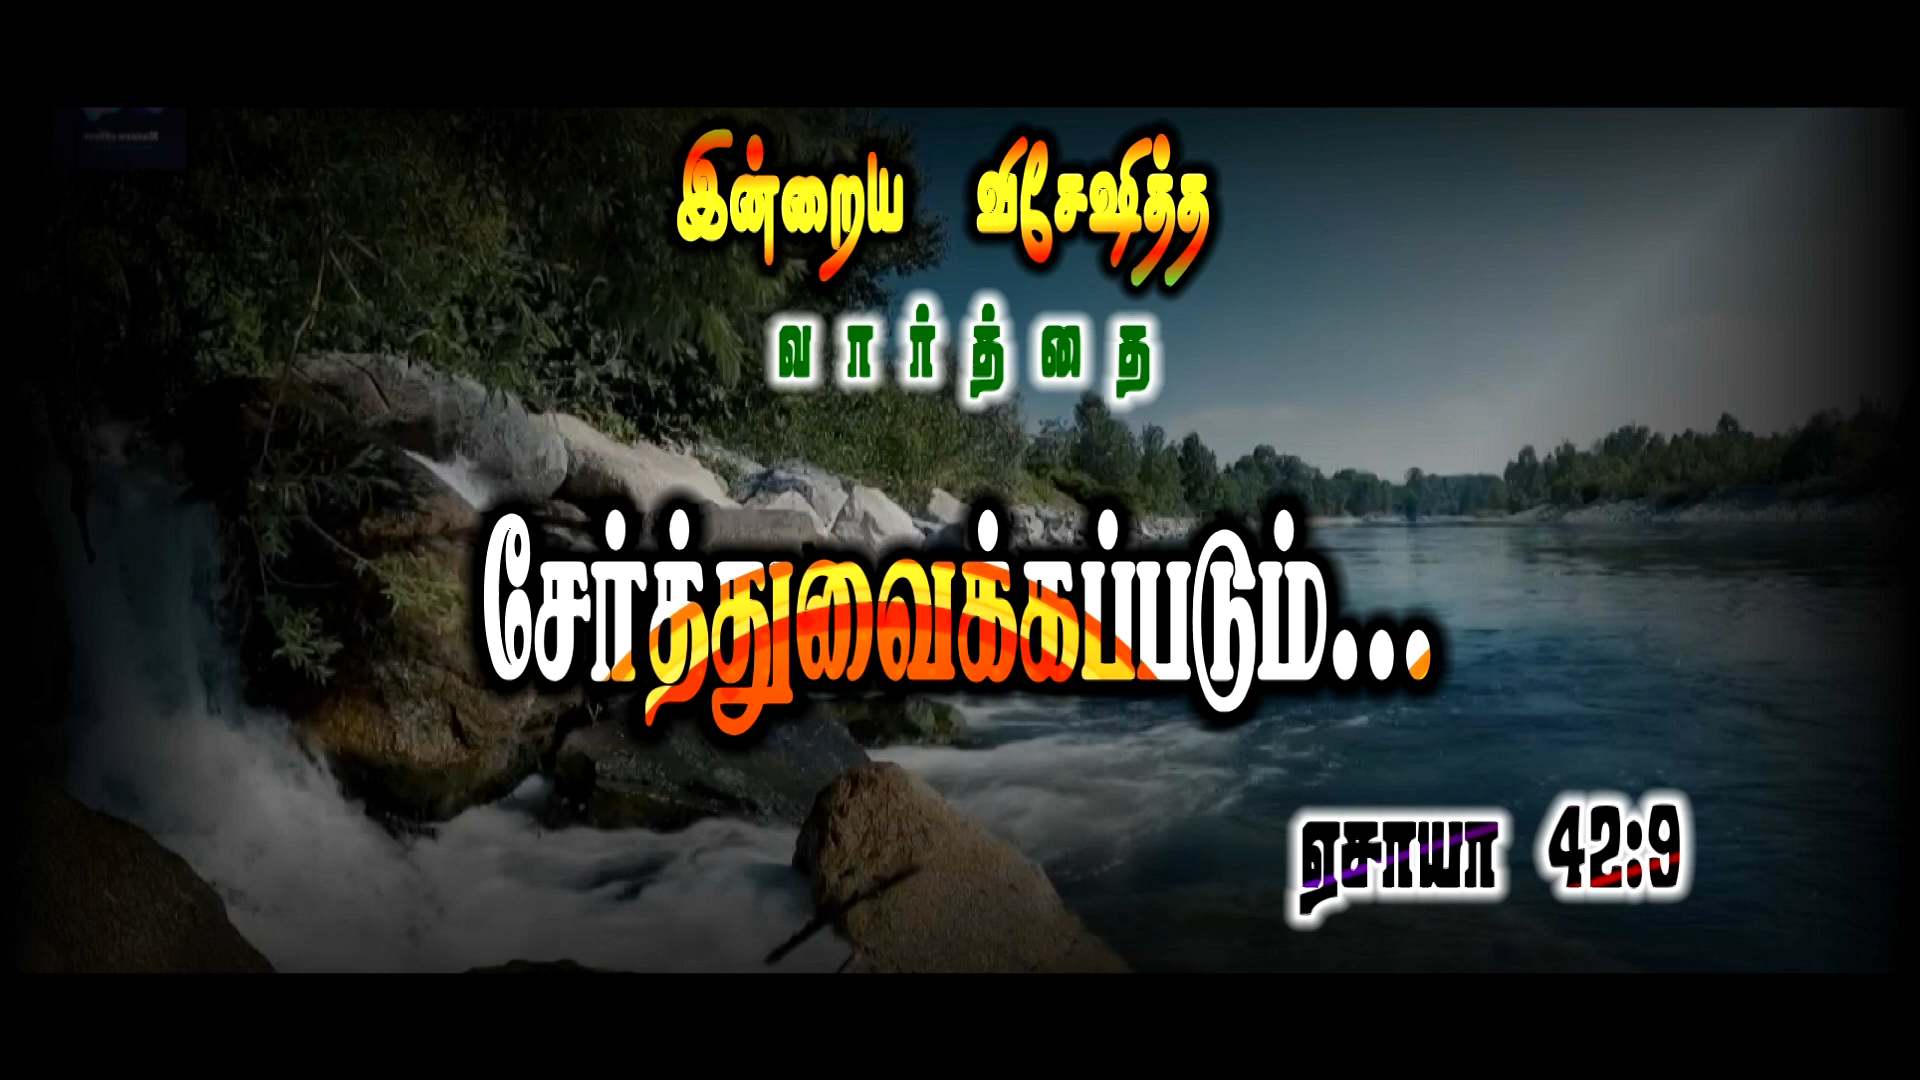 இன்றைய விசேஷித்த
வார்த்தை
சேர்த்துவைக்கப்படும்...
ஏசாயா 42:9